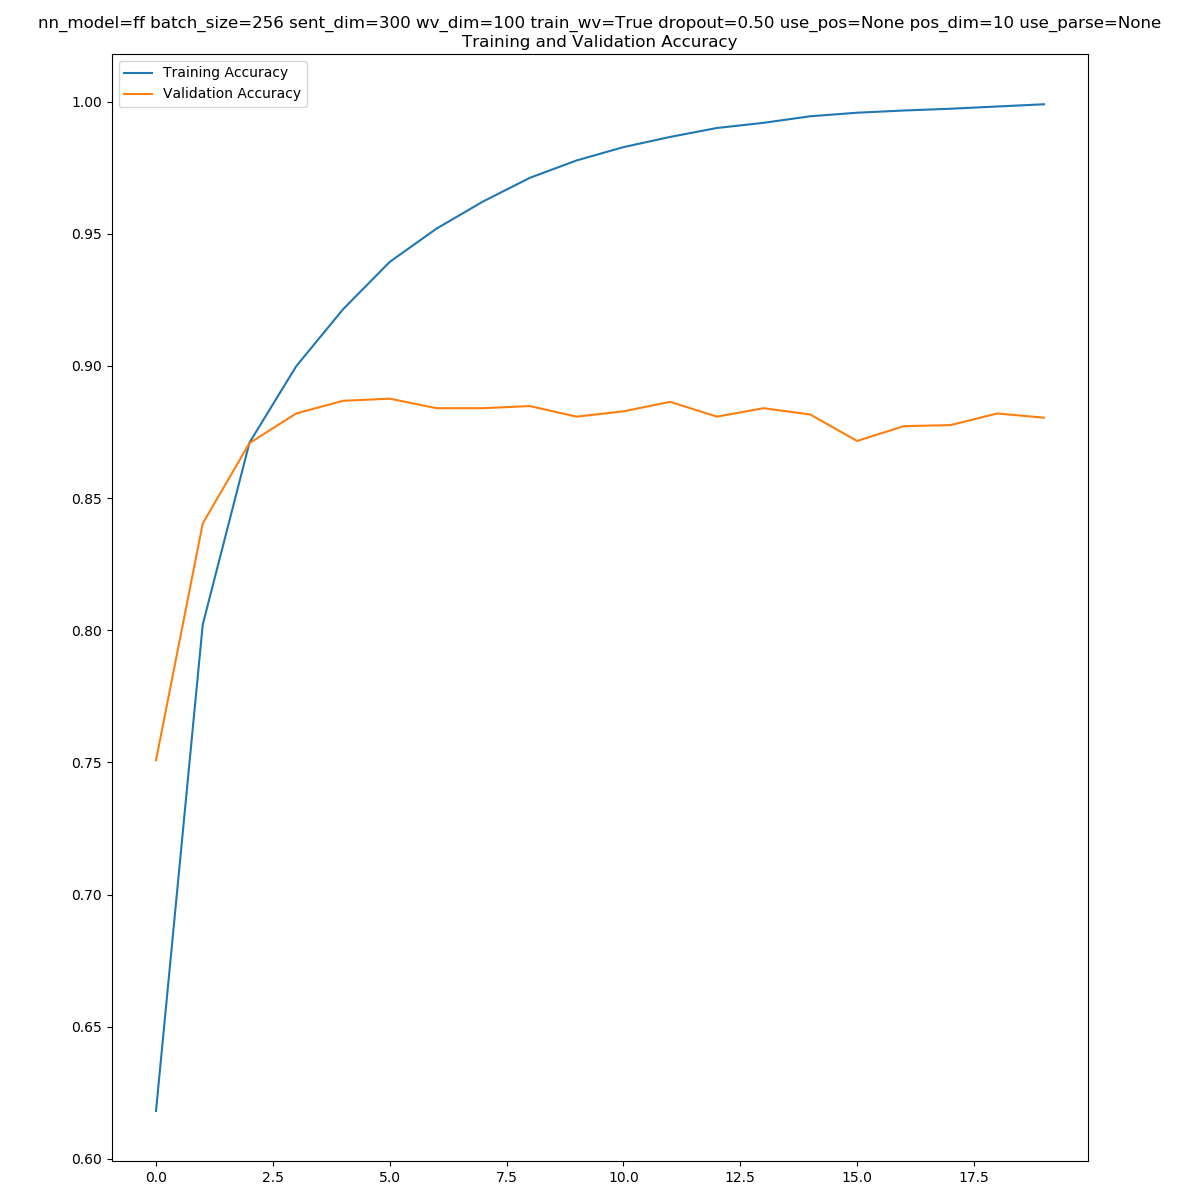 nn_model=ff batch_size=256 sent_dim=300 wv_dim=100 train_wv=True dropout=0.50 use_pos=None pos_dim=10 use_parse=None
Training and Validation Accuracy
Training Accuracy
Validation Accuracy
1.00
0.95
0.90
0.85
0.80
0.75
0.70
0.65
0.60
0.0 2.5 5.0 7.5 10.0 12.5 15.0 17.5